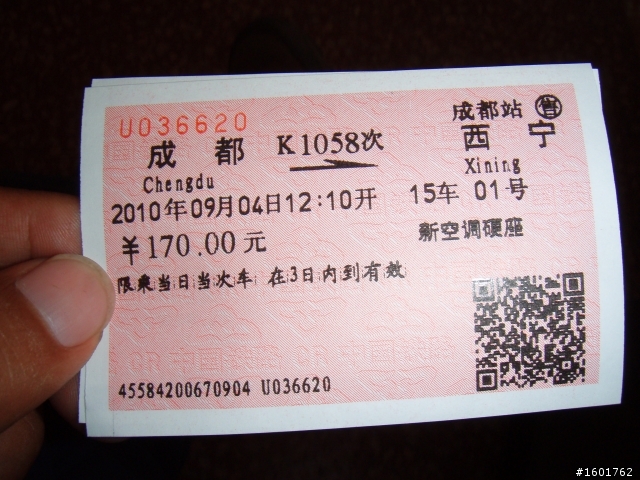 U036620
成都站 售
成都 K1058次 西宁
Chengdu Xining
2010年09月04日12:10开 15车 01号
￥170.00元 新空调硬座
限乘当日当次车 在3日内到有效
45584200670904 U036620
#1601762